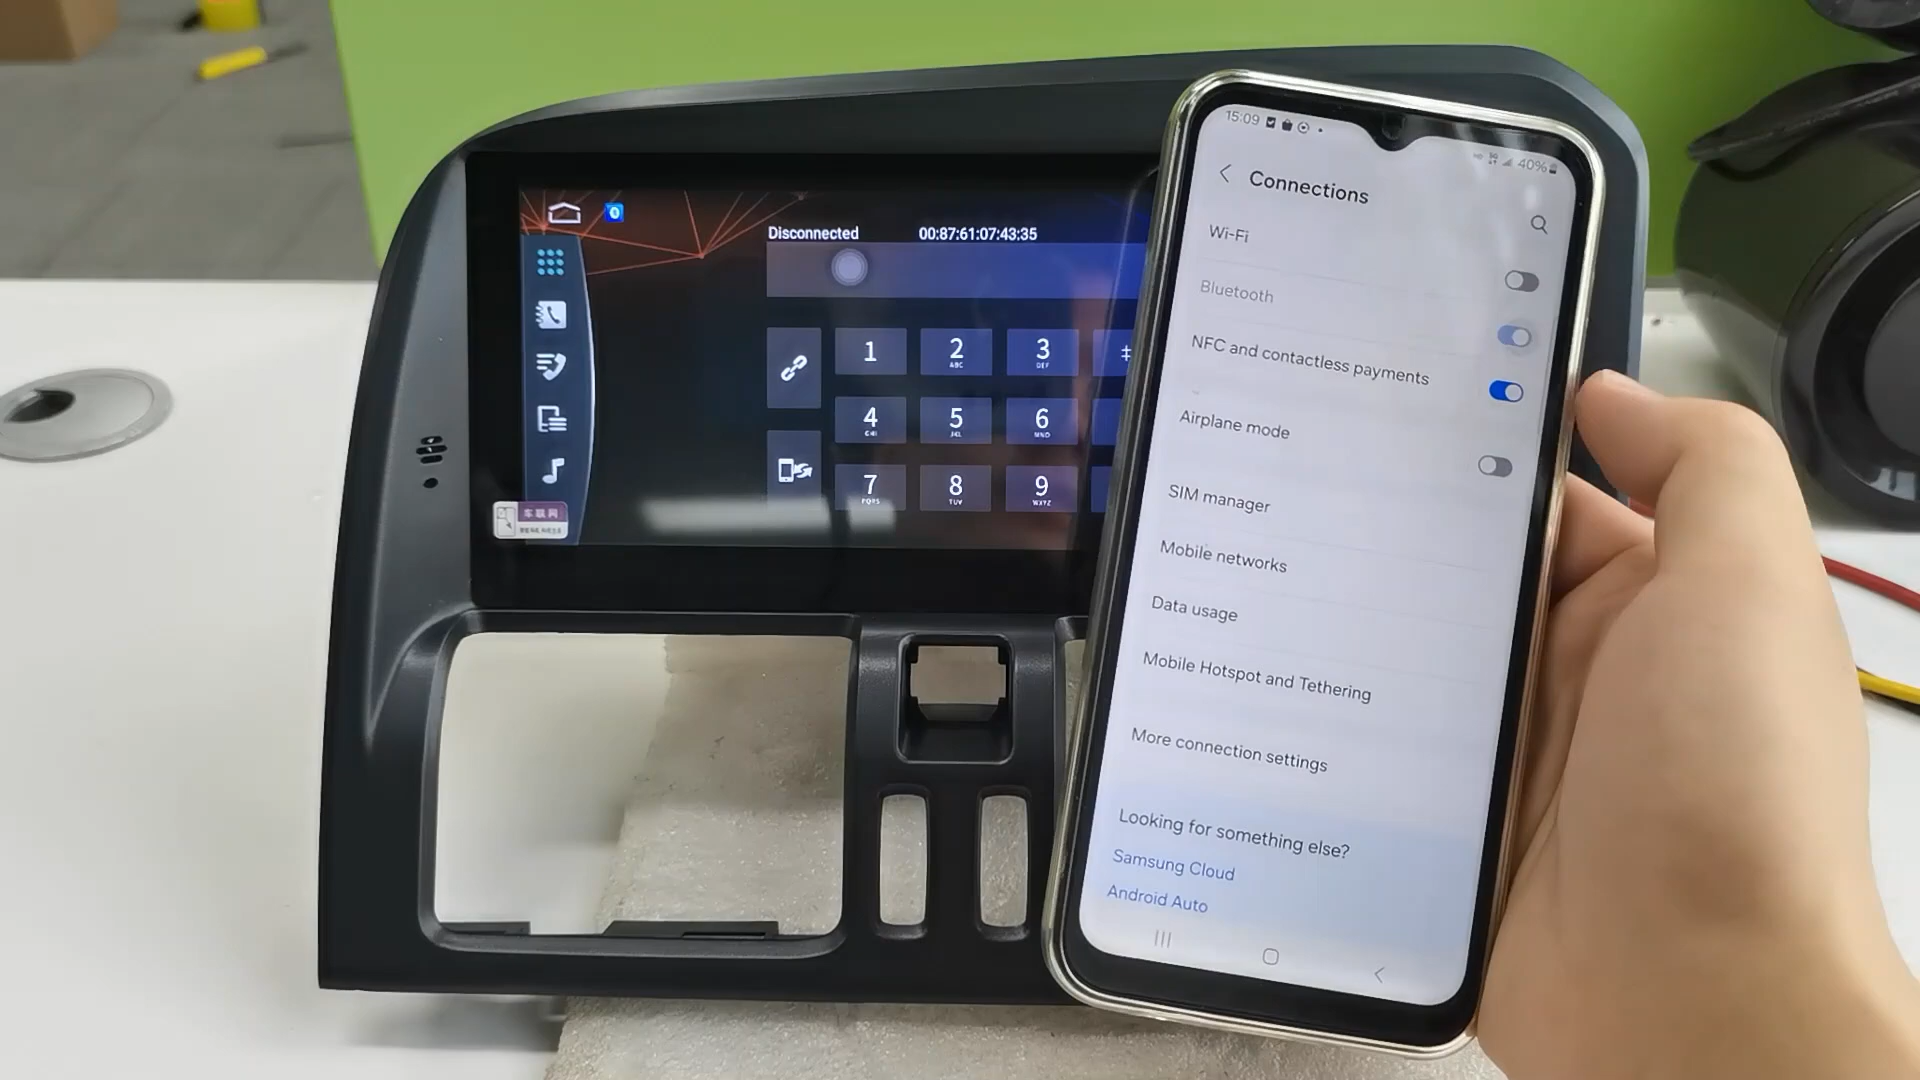 Disconnected 00:87:61:07:43:35
1
2
ABC
3
DEF
4
GHI
5
JKL
6
MNO
7
PQRS
8
TUV
9
WXYZ
车联网
15:09
40%
Connections
Wi-Fi
Bluetooth
NFC and contactless payments
Airplane mode
SIM manager
Mobile networks
Data usage
Mobile Hotspot and Tethering
More connection settings
Looking for something else?
Samsung Cloud
Android Auto